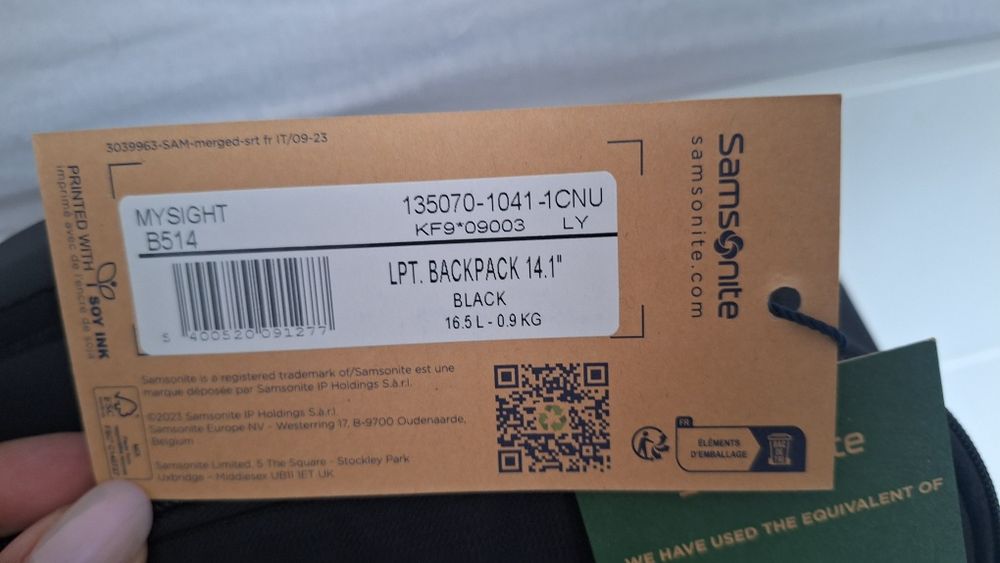 3039963-SAM-merged-srt fr IT/09-23
PRINTED WITH SOY INK
imprimé avec de l'encre de soja
MYSIGHT
B514
135070-1041-1CNU
KF9*09003 LY
LPT. BACKPACK 14.1"
BLACK
16.5 L - 0.9 KG
5 400520 091277
Samsonite
samsonite.com
Samsonite is a registered trademark of/Samsonite est une
marque déposée par Samsonite IP Holdings S.à r.l.
©2023 Samsonite IP Holdings S.à r.l.
Samsonite Europe NV - Westerring 17, B-9700 Oudenaarde,
Belgium
Samsonite Limited, 5 The Square - Stockley Park
Uxbridge - Middlesex UB11 1ET UK
FR
ÉLÉMENTS
D'EMBALLAGE
BAC
DE TRI
WE HAVE USED THE EQUIVALENT OF